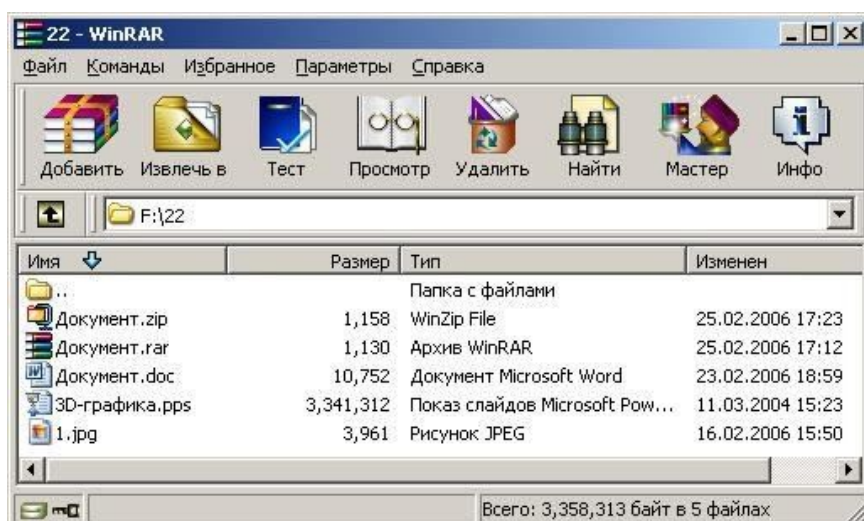 22 - WinRAR
Файл Команды Избранное Параметры Справка
Добавить Извлечь в Тест Просмотр Удалить Найти Мастер Инфо
F:\22
Имя Размер Тип Изменен
.. Папка с файлами
Документ.zip 1,158 WinZip File 25.02.2006 17:23
Документ.rar 1,130 Архив WinRAR 25.02.2006 17:12
Документ.doc 10,752 Документ Microsoft Word 23.02.2006 18:59
3D-графика.pps 3,341,312 Показ слайдов Microsoft Pow... 11.03.2004 15:23
1.jpg 3,961 Рисунок JPEG 16.02.2006 15:50
Всего: 3,358,313 байт в 5 файлах